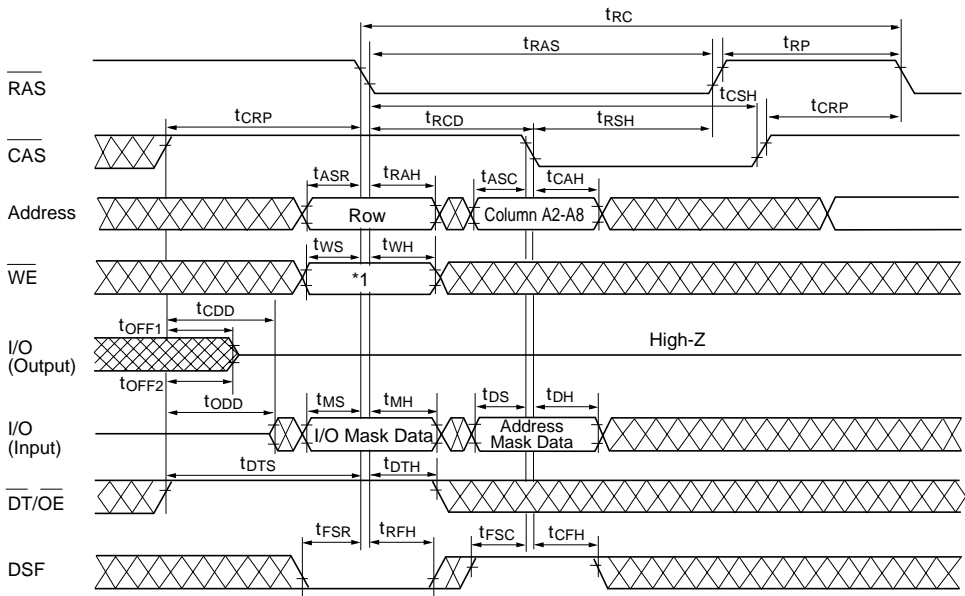 tRC
tRAS tRP
RAS
tCSH
tCRP tRCD tRSH tCRP
CAS
tASR tRAH tASC tCAH
Address Row Column A2-A8
tWS tWH
WE *1
tCDD
tOFF1
I/O
(Output)
High-Z
tOFF2
tODD tMS tMH tDS tDH
I/O
(Input)
I/O Mask Data
Address
Mask Data
tDTS tDTH
DT/OE
tFSR tRFH tFSC tCFH
DSF